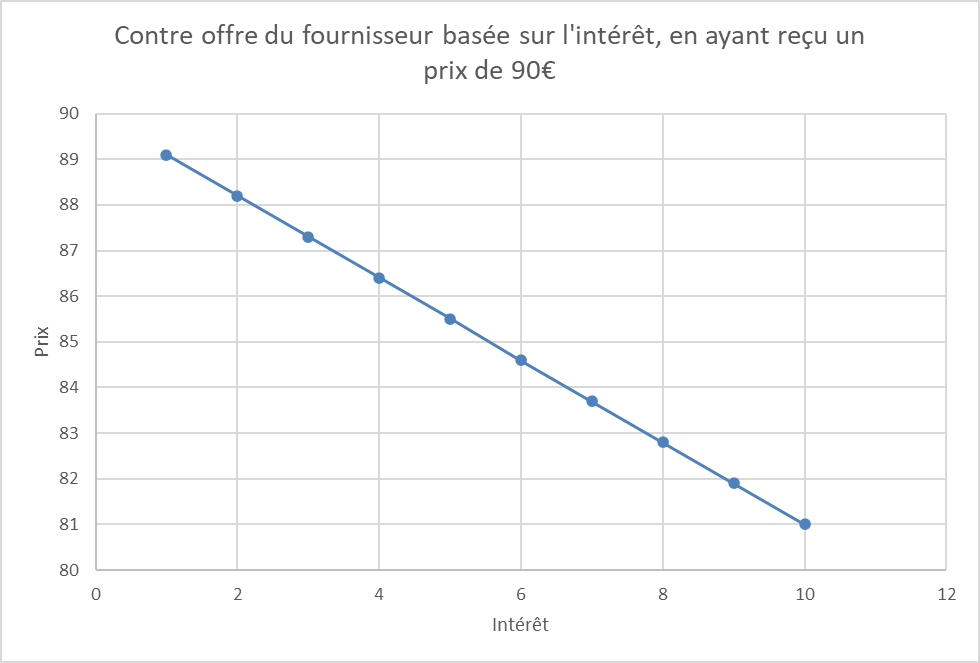 Contre offre du fournisseur basée sur l'intérêt, en ayant reçu un
prix de 90€
90
89
88
87
86
85
84
83
82
81
80
Prix
0 2 4 6 8 10 12
Intérêt